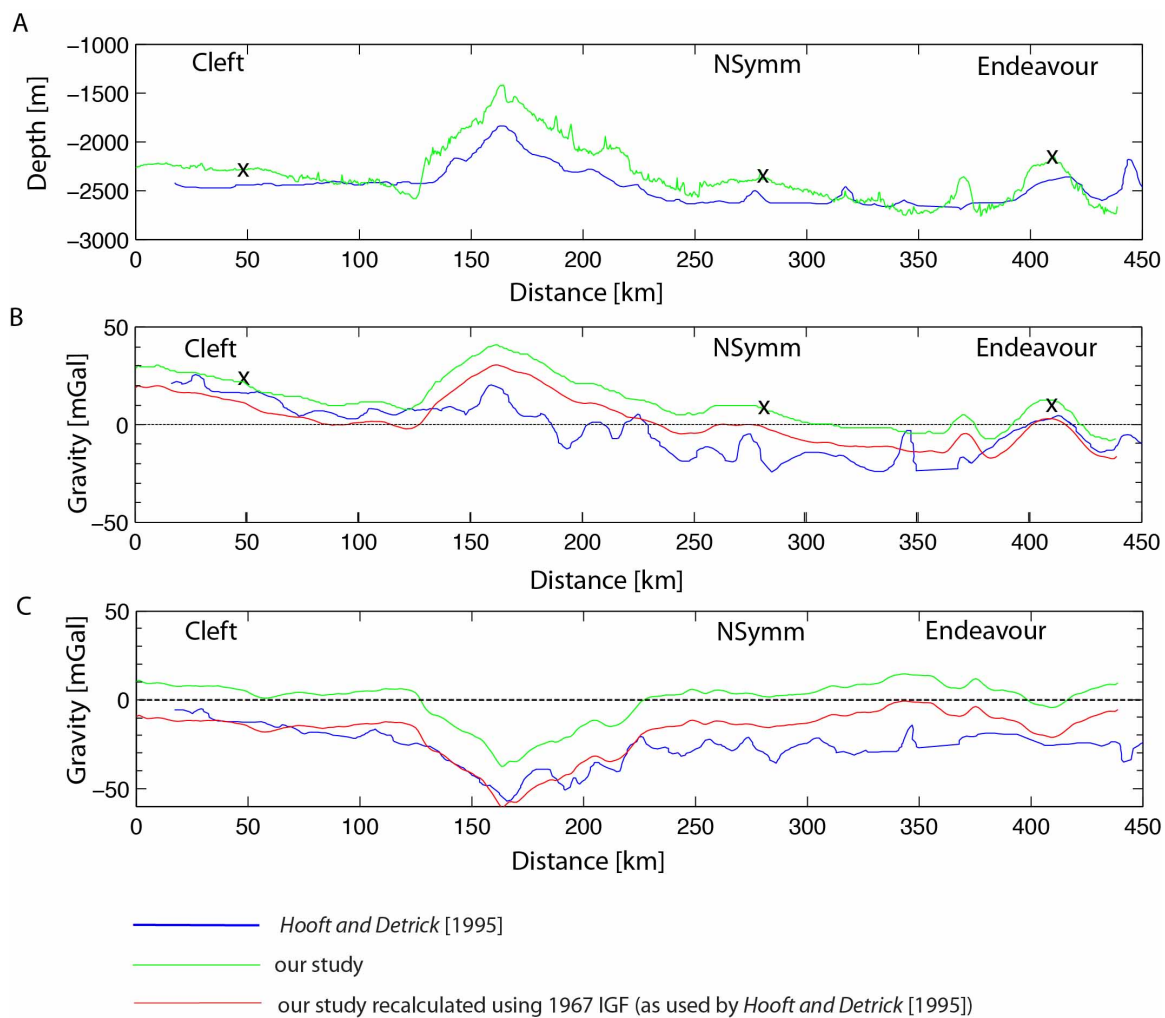 A
Depth [m]
−1000
−1500
−2000
−2500
−3000
Cleft
NSymm
Endeavour
X
X
X
0 50 100 150 200 250 300 350 400 450
Distance [km]
B
Gravity [mGal]
50
0
−50
Cleft
NSymm
Endeavour
X
X
X
0 50 100 150 200 250 300 350 400 450
Distance [km]
C
Gravity [mGal]
50
0
−50
Cleft
NSymm
Endeavour
0 50 100 150 200 250 300 350 400 450
Distance [km]
Hooft and Detrick [1995]
our study
our study recalculated using 1967 IGF (as used by Hooft and Detrick [1995])